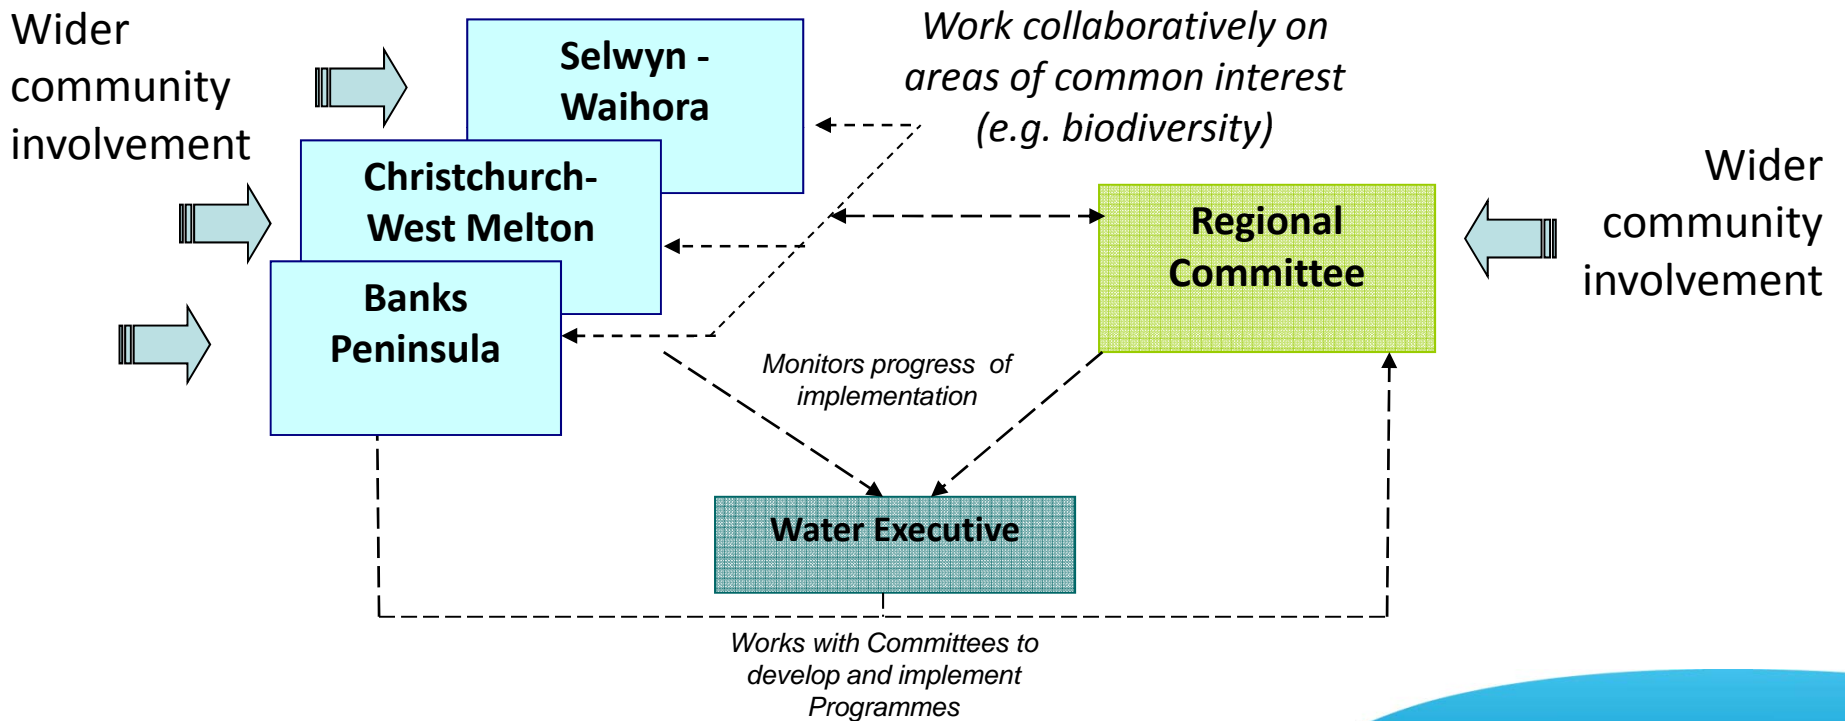 Wider
community
involvement
Selwyn -
Waihora
Work collaboratively on
areas of common interest
(e.g. biodiversity)
Christchurch-
West Melton
Regional
Committee
Wider
community
involvement
Banks
Peninsula
Monitors progress of
implementation
Water Executive
Works with Committees to
develop and implement
Programmes